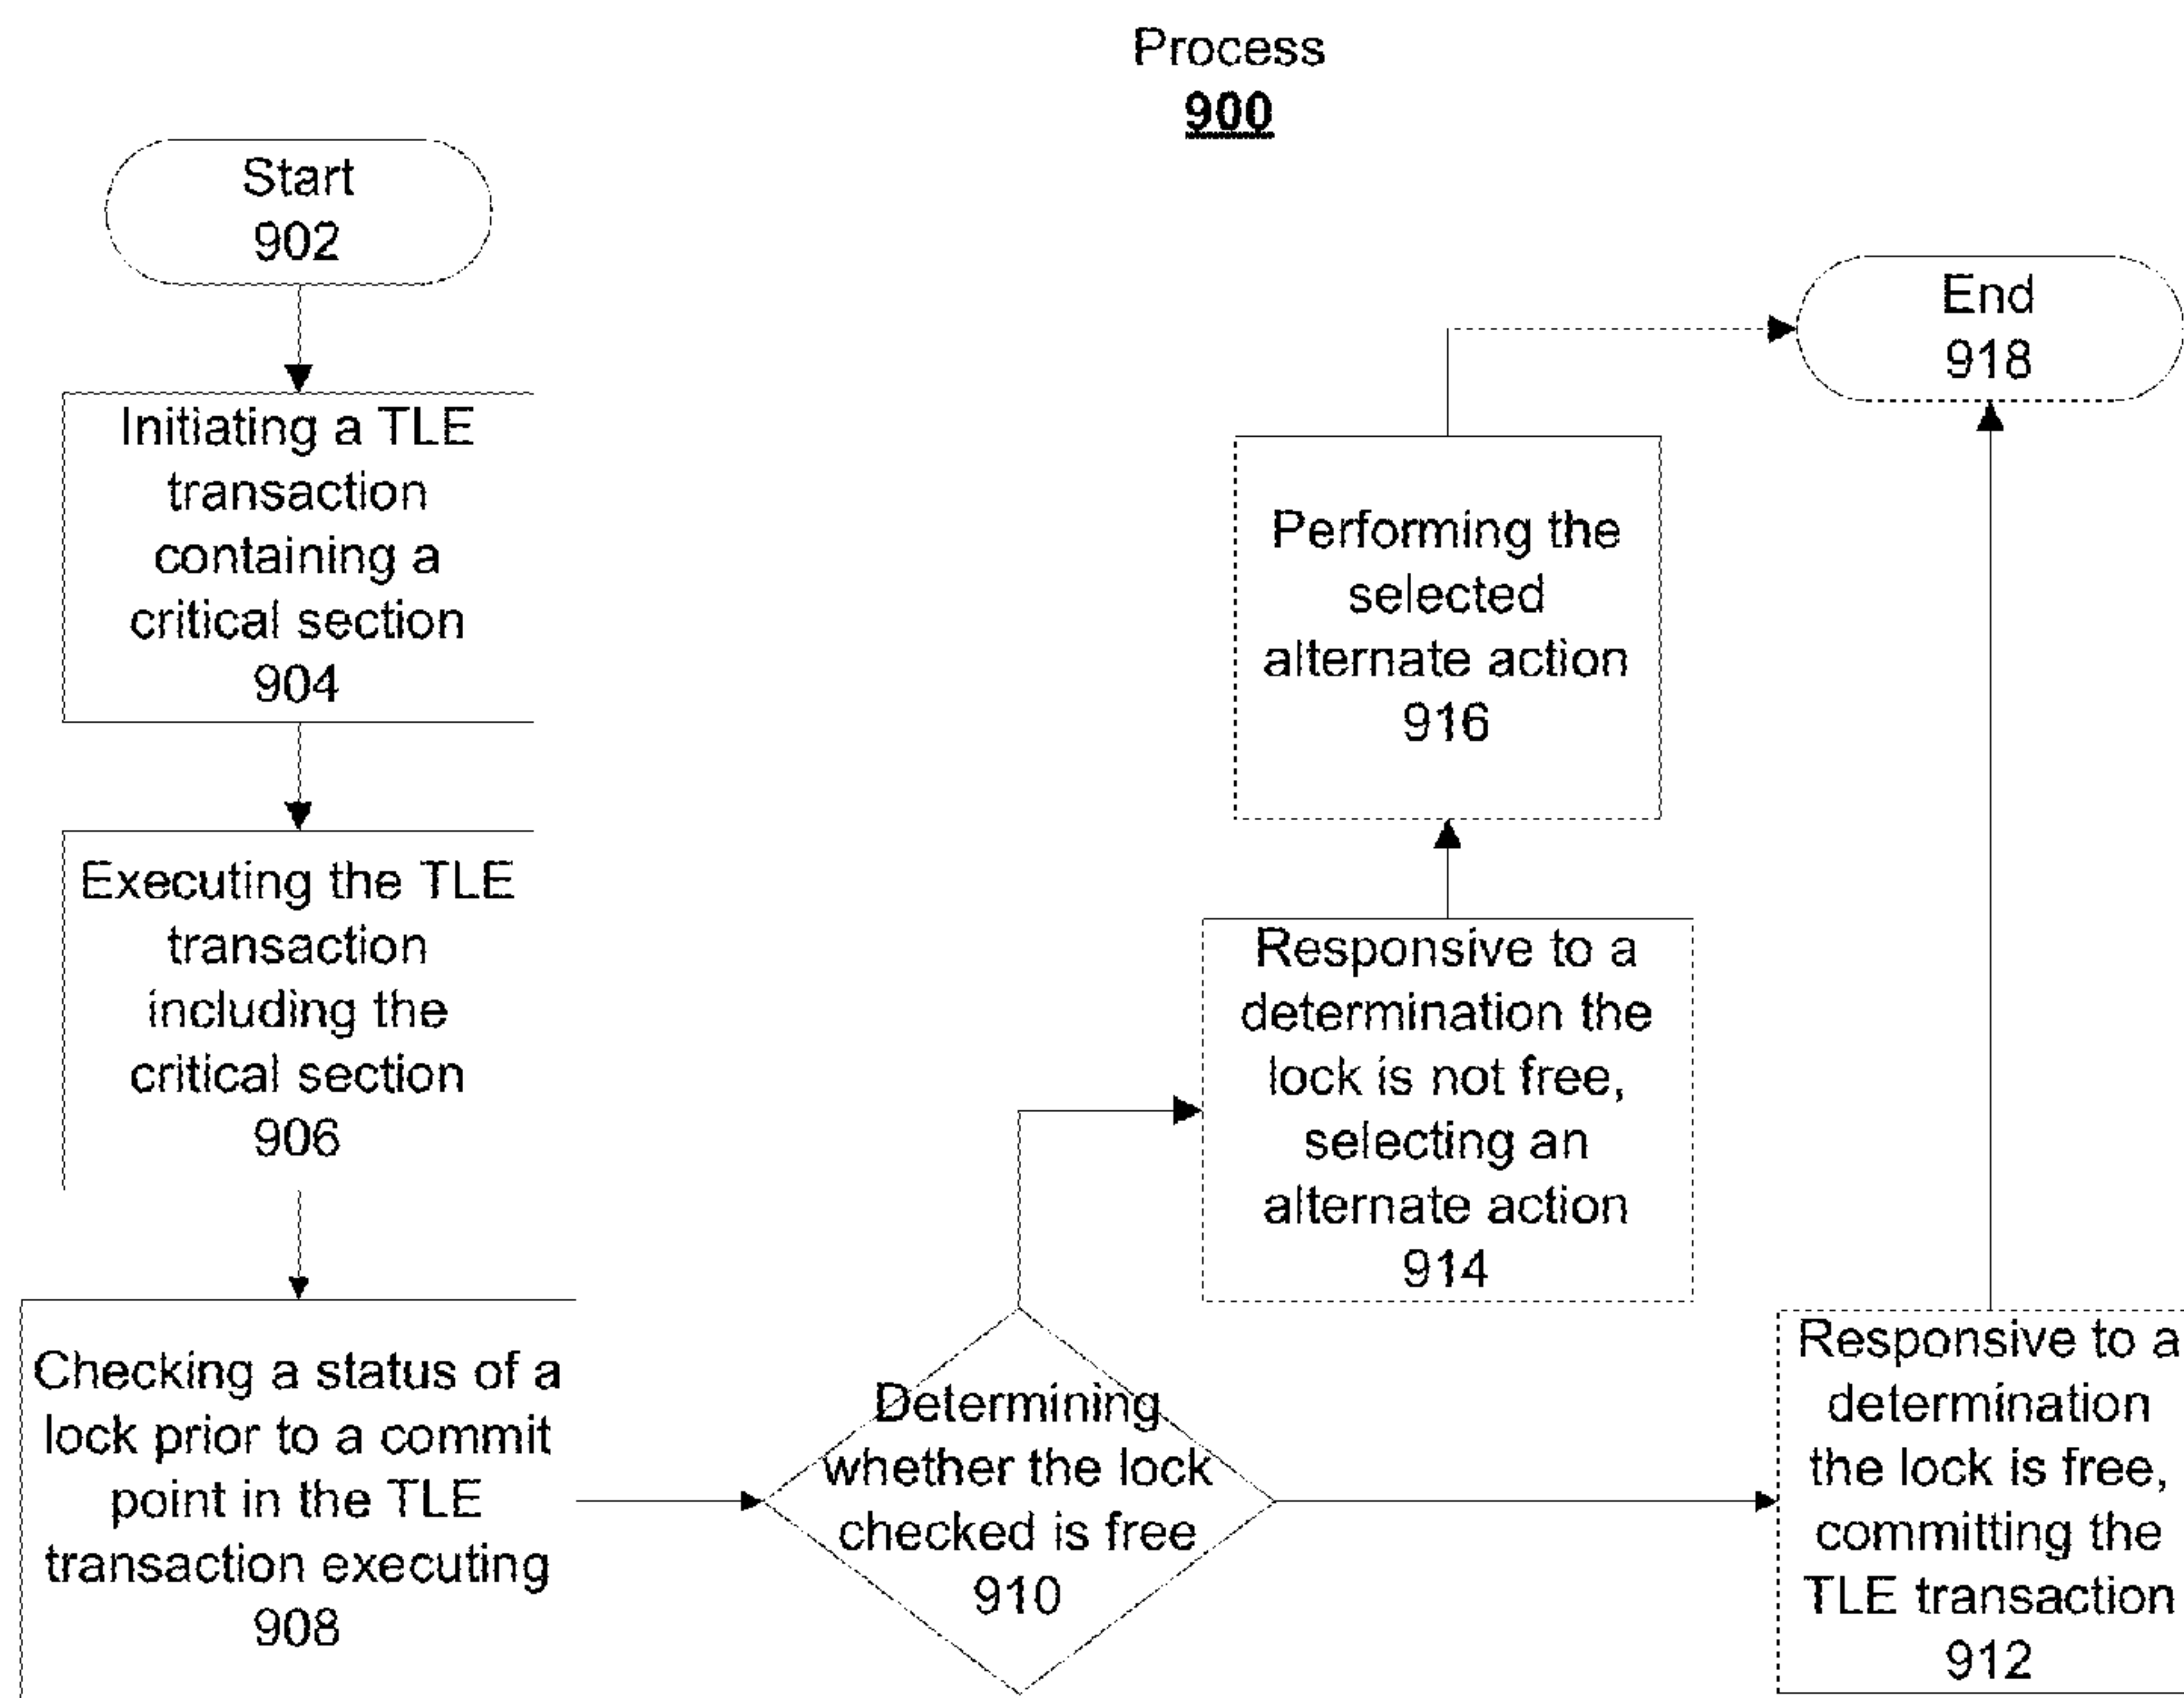 Process
900
Start
902
Initiating a TLE
transaction
containing a
critical section
904
Executing the TLE
transaction
including the
critical section
906
Checking a status of a
lock prior to a commit
point in the TLE
transaction executing
908
Determining
whether the lock
checked is free
910
Responsive to a
determination
the lock is free,
committing the
TLE transaction
912
Responsive to a
determination the
lock is not free,
selecting an
alternate action
914
Performing the
selected
alternate action
916
End
918